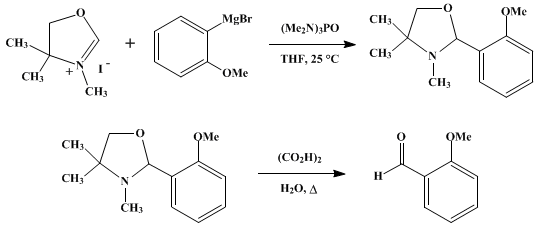 O
MgBr
(Me₂N)₃PO
O
OMe
CH₃
CH₃
N
+
I⁻
CH₃
+
OMe
THF, 25 °C
CH₃
CH₃
N
CH₃
O
OMe
CH₃
CH₃
N
CH₃
(CO₂H)₂
H₂O, Δ
O
H
OMe